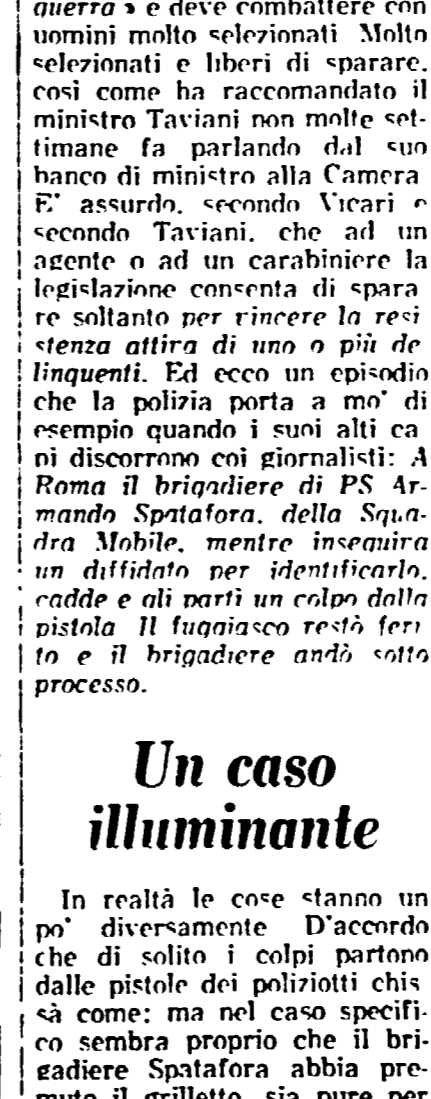 guerra » e deve combattere con
uomini molto selezionati Molto
selezionati e liberi di sparare.
così come ha raccomandato il
ministro Taviani non molte set-
timane fa parlando dal suo
banco di ministro alla Camera
E' assurdo. secondo Vicari e
secondo Taviani. che ad un
agente o ad un carabiniere la
legislazione consenta di spara
re soltanto per vincere la resi
stenza attiva di uno o più de
linquenti. Ed ecco un episodio
che la polizia porta a mo' di
esempio quando i suoi alti ca
pi discorrono coi giornalisti: A
Roma il brigadiere di PS Ar-
mando Spatafora. della Squa-
dra Mobile. mentre inseguiva
un diffidato per identificarlo.
cadde e gli partì un colpo dalla
pistola Il fuggiasco restò feri
to e il brigadiere andò sotto
processo.
Un caso
illuminante
In realtà le cose stanno un
po' diversamente D'accordo
che di solito i colpi partono
dalle pistole dei poliziotti chis
sà come: ma nel caso specifi-
co sembra proprio che il bri-
gadiere Spatafora abbia pre-
muto il grilletto, sia pure per